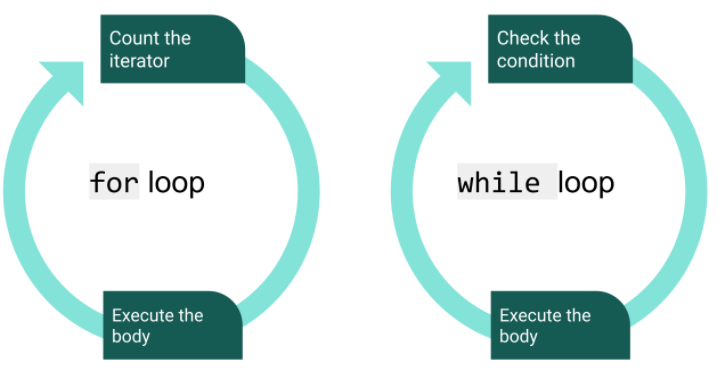 Count the
iterator
for loop
Execute the
body
Check the
condition
while loop
Execute the
body